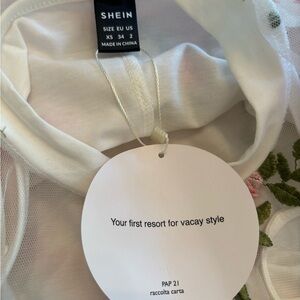 SHEIN
SIZE EU US
XS 34 2
MADE IN CHINA
Your first resort for vacay style
PAP 21
raccolta carta